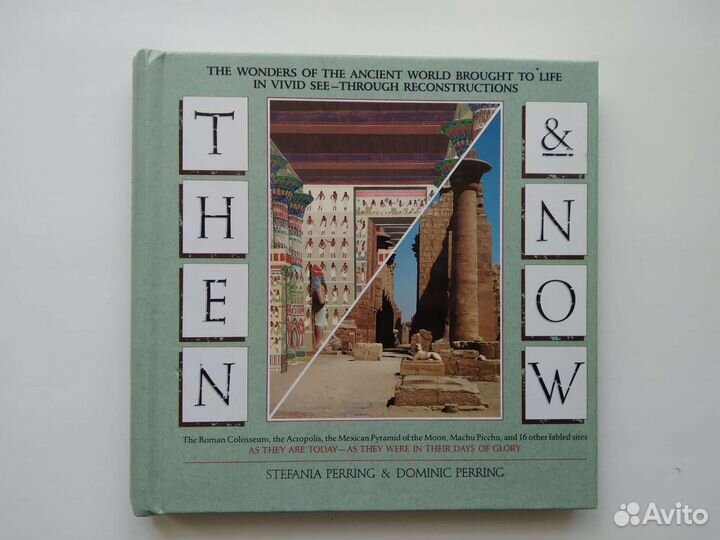 THE WONDERS OF THE ANCIENT WORLD BROUGHT TO LIFE
IN VIVID SEE–THROUGH RECONSTRUCTIONS
THEN
& NOW
The Roman Colosseum, the Acropolis, the Mexican Pyramid of the Moon, Machu Picchu, and 16 other fabled sites
AS THEY ARE TODAY—AS THEY WERE IN THEIR DAYS OF GLORY
STEFANIA PERRING & DOMINIC PERRING
Avito